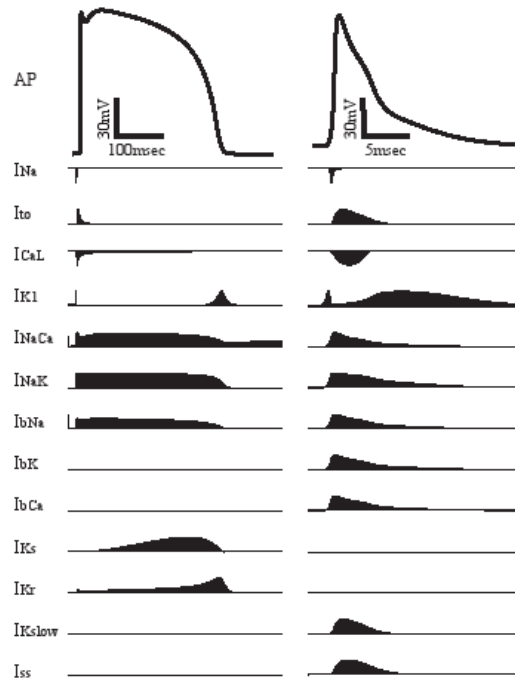 AP
30mV
100msec
30mV
5msec
INa
Ito
ICaL
IK1
INaCa
INaK
IbNa
IbK
IbCa
IKs
IKr
IKslow
Iss